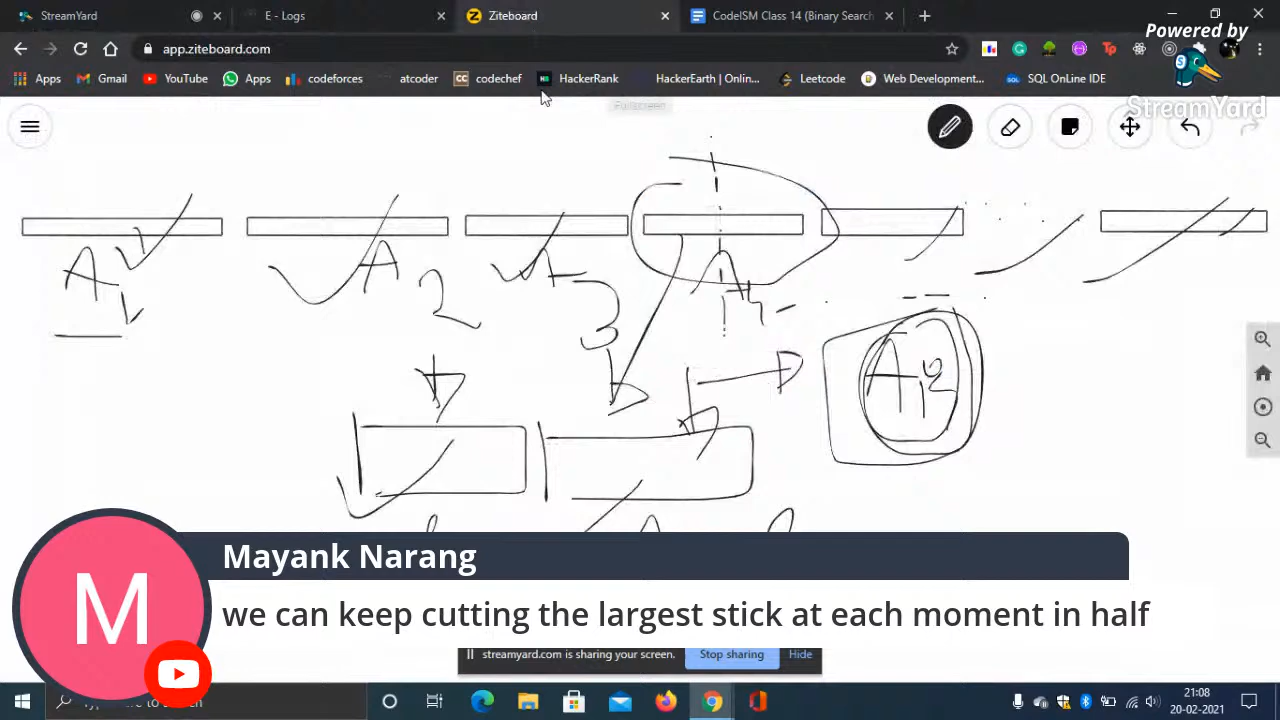 StreamYard
E - Logs
Ziteboard
CodeISM Class 14 (Binary Search
Powered by
app.ziteboard.com
Apps
Gmail
YouTube
Apps
codeforces
atcoder
CC
codechef
HackerRank
HackerEarth | Onlin...
Leetcode
Web Development...
SQL OnLine IDE
StreamYard
Fullscreen
A1
A2
A3
A4
A12
M
Mayank Narang
we can keep cutting the largest stick at each moment in half
streamyard.com is sharing your screen.
Stop sharing
Hide
21:08
20-02-2021